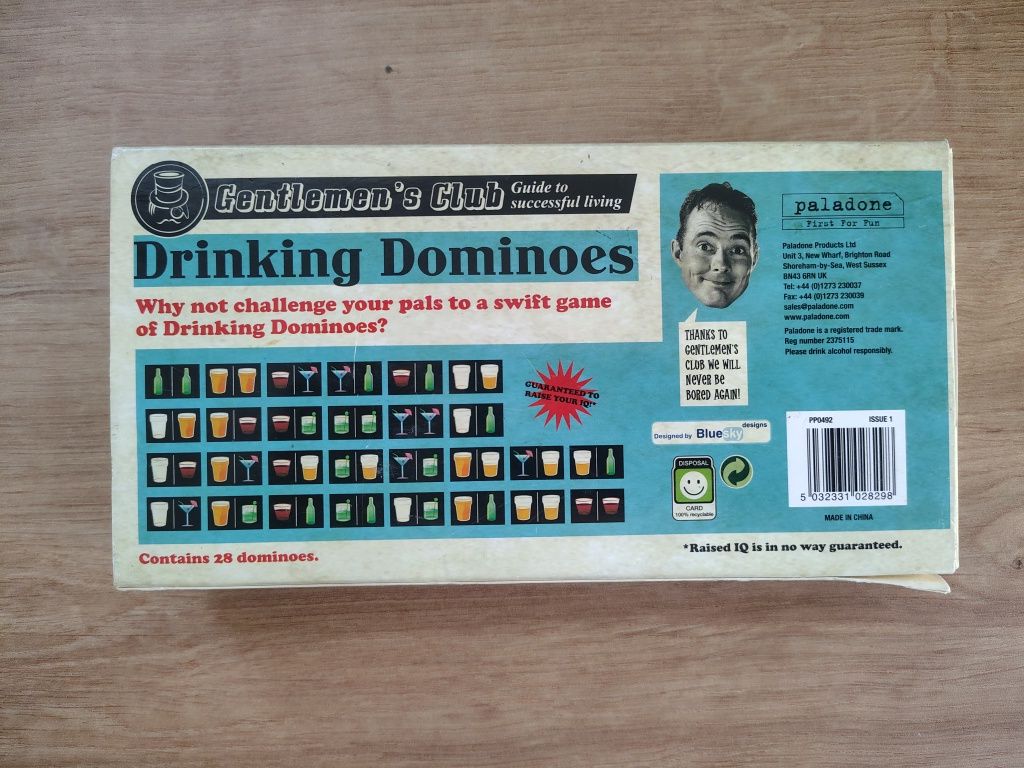 Gentlemen's Club
Guide to
successful living
Drinking Dominoes
Why not challenge your pals to a swift game
of Drinking Dominoes?
GUARANTEED TO
RAISE YOUR IQ!*
Contains 28 dominoes.
THANKS TO
GENTLEMEN'S
CLUB WE WILL
NEVER BE
BORED AGAIN!
Designed by Bluesky designs
DISPOSAL
CARD
100% recyclable
paladone
First For Fun
Paladone Products Ltd
Unit 3, New Wharf, Brighton Road
Shoreham-by-Sea, West Sussex
BN43 6RN UK
Tel: +44 (0)1273 230037
Fax: +44 (0)1273 230039
sales@paladone.com
www.paladone.com
Paladone is a registered trade mark.
Reg number 2375115
Please drink alcohol responsibly.
PP0492 ISSUE 1
5 032331 028298
MADE IN CHINA
*Raised IQ is in no way guaranteed.